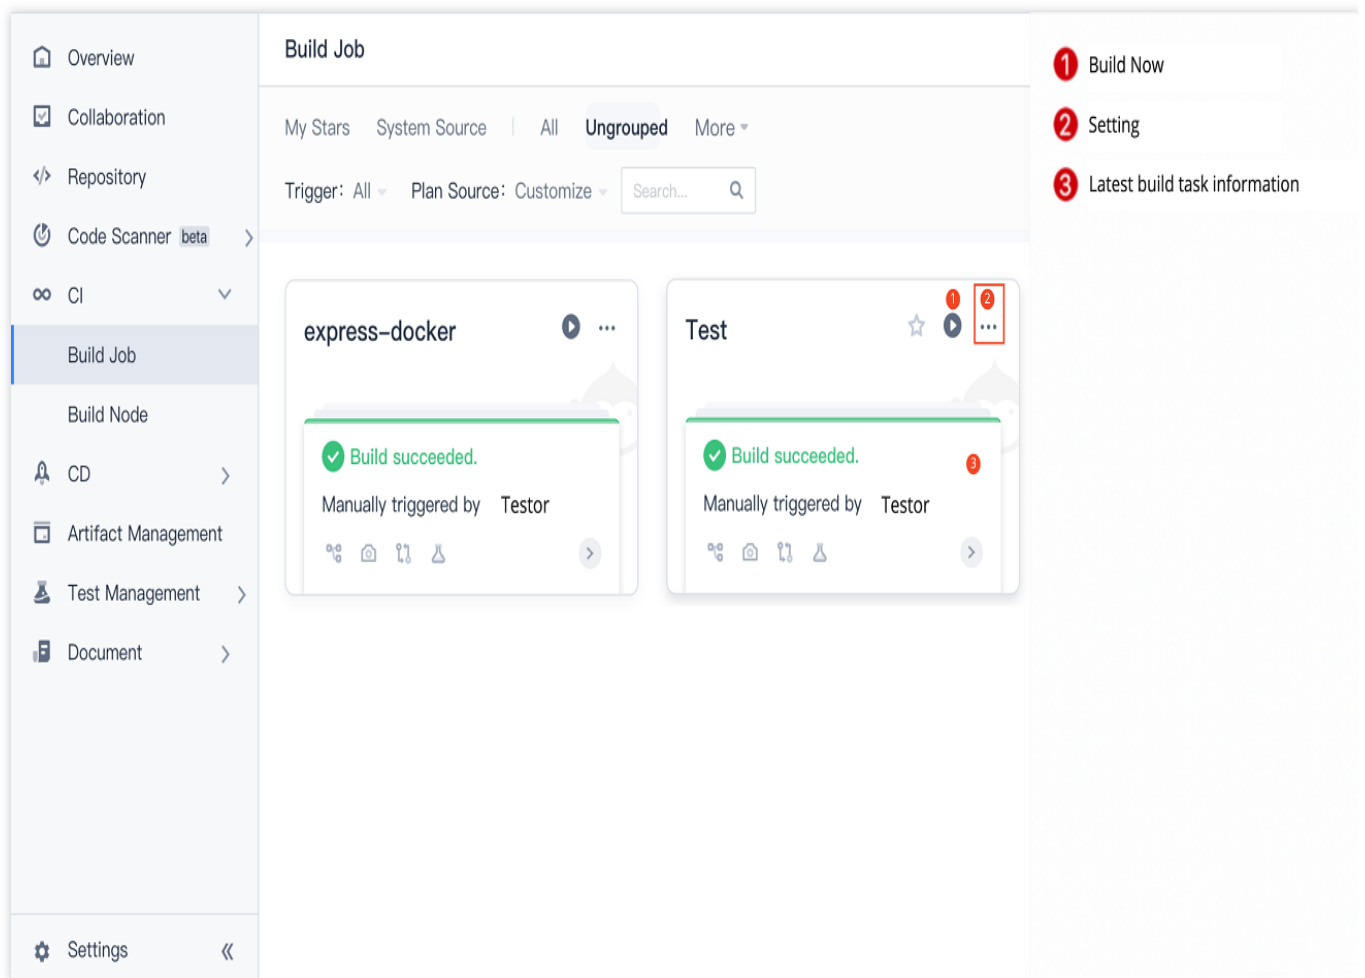 Overview
Collaboration
Repository
Code Scanner beta
CI
Build Job
Build Node
CD
Artifact Management
Test Management
Document
Settings
Build Job
My Stars System Source All Ungrouped More
Trigger: All Plan Source: Customize Search...
express-docker
Build succeeded.
Manually triggered by Testor
Test
1 2
Build succeeded.
3
Manually triggered by Testor
1 Build Now
2 Setting
3 Latest build task information